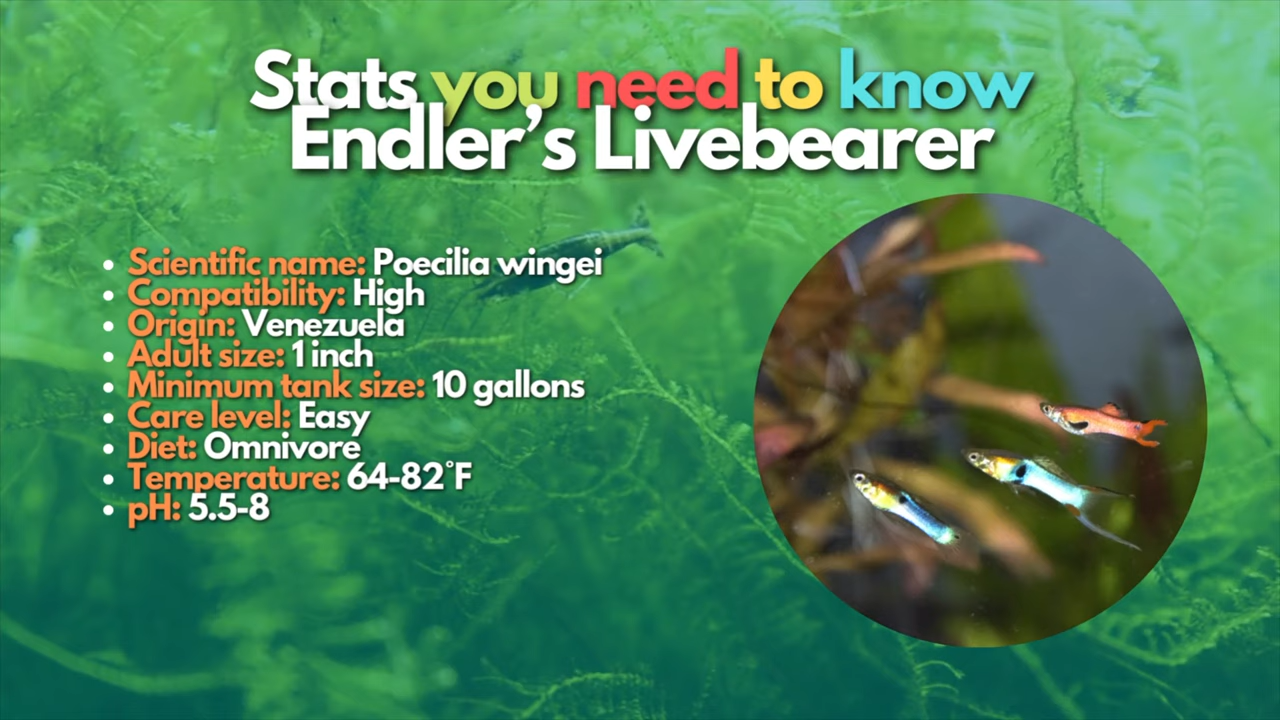 Stats you need to know
Endler’s Livebearer
• Scientific name: Poecilia wingei
• Compatibility: High
• Origin: Venezuela
• Adult size: 1 inch
• Minimum tank size: 10 gallons
• Care level: Easy
• Diet: Omnivore
• Temperature: 64-82°F
• pH: 5.5-8